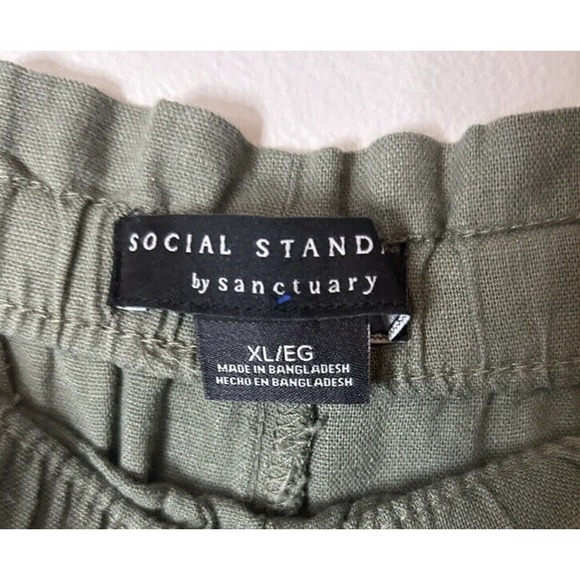 SOCIAL STAND
by sanctuary
XL/EG
MADE IN BANGLADESH
HECHO EN BANGLADESH